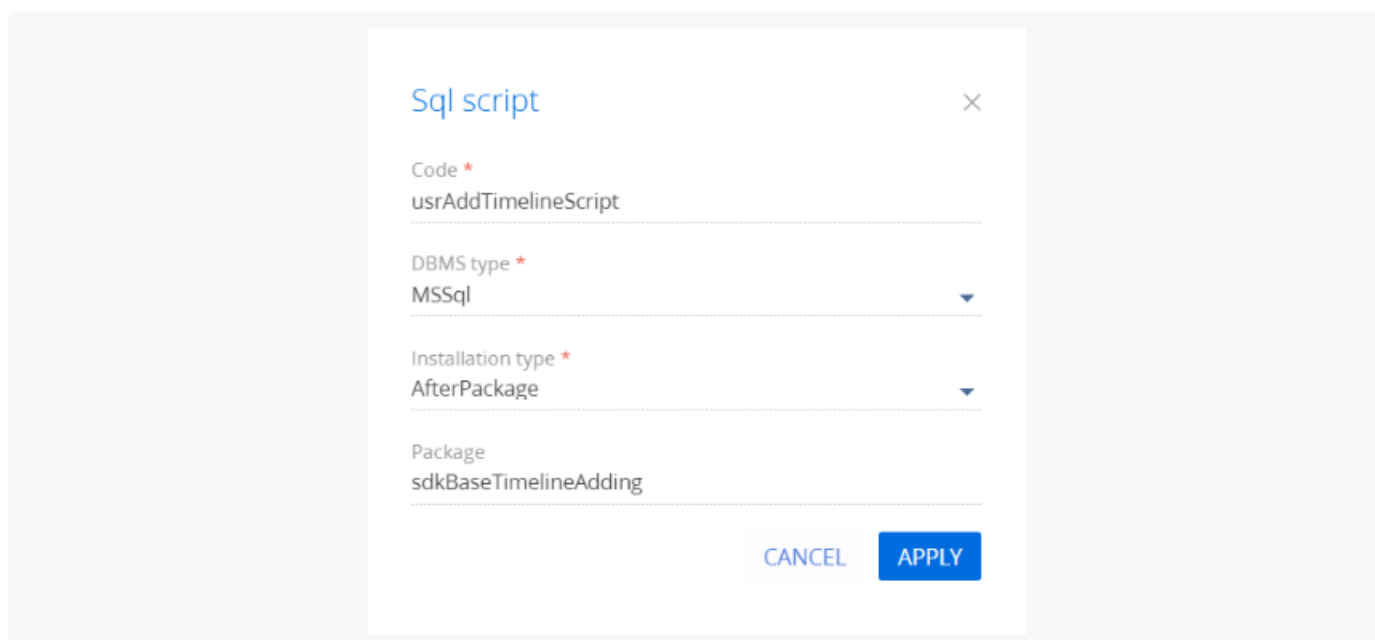 Sql script
Code *
usrAddTimelineScript
DBMS type *
MSSql
Installation type *
AfterPackage
Package
sdkBaseTimelineAdding
CANCEL APPLY